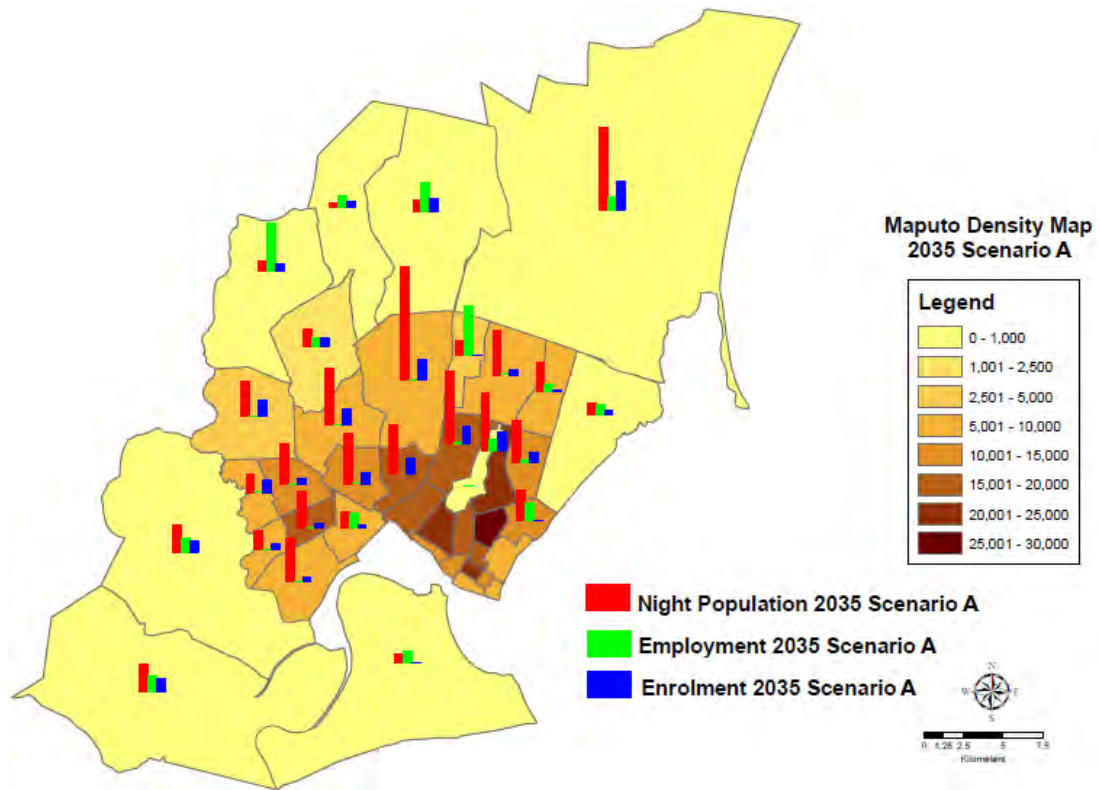 Maputo Density Map
2035 Scenario A
Legend
0 - 1,000
1,001 - 2,500
2,501 - 5,000
5,001 - 10,000
10,001 - 15,000
15,001 - 20,000
20,001 - 25,000
25,001 - 30,000
Night Population 2035 Scenario A
Employment 2035 Scenario A
Enrolment 2035 Scenario A
N
W E
S
0 1.25 2.5 5 7.5
Kilometers